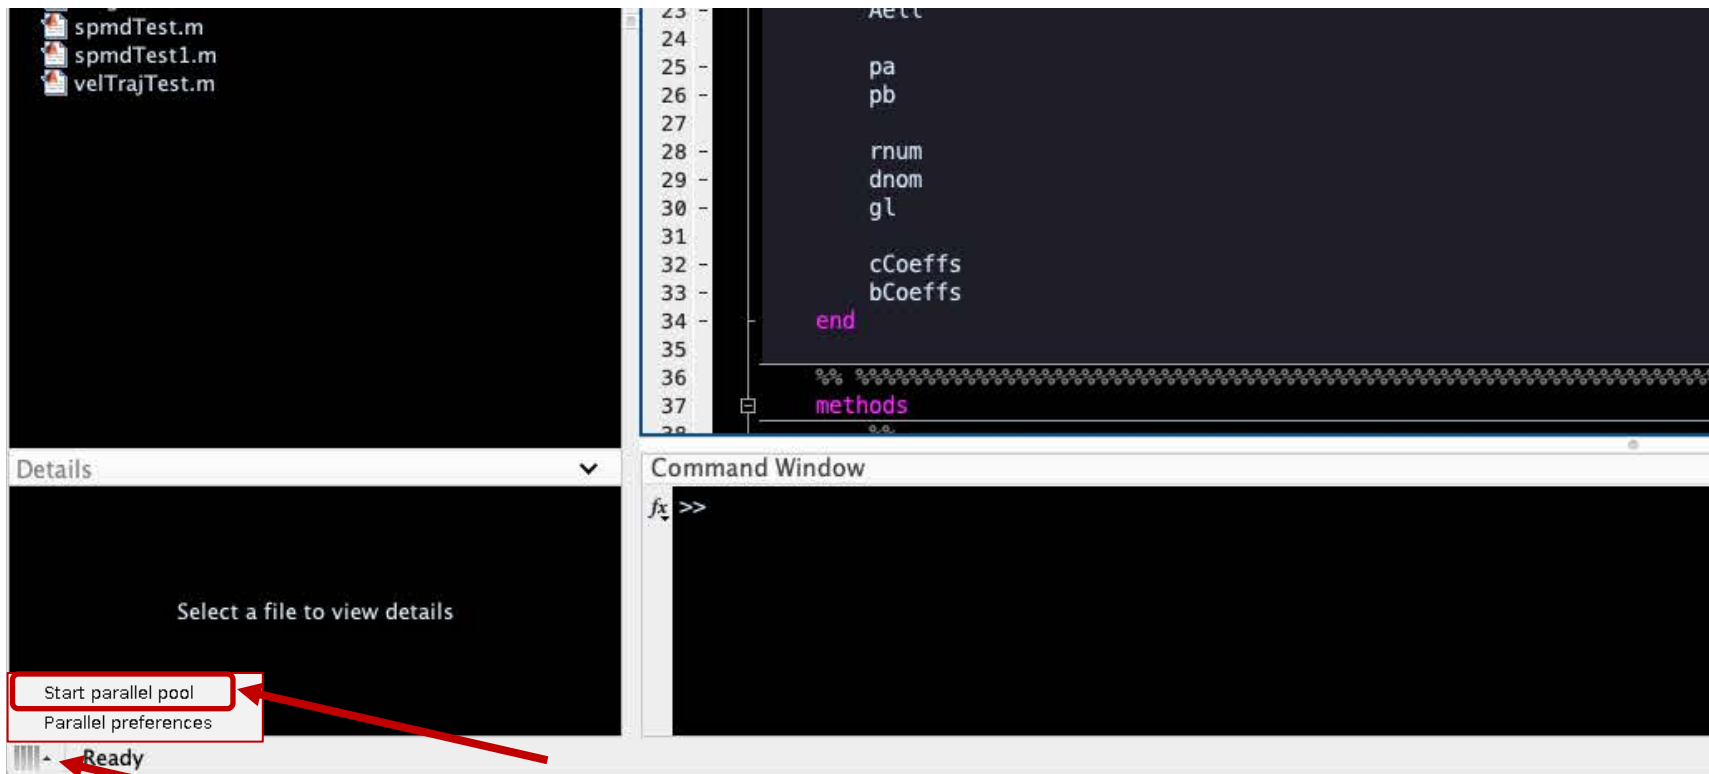 spmdTest.m
spmdTest1.m
velTrajTest.m
23 -
24
25 - pa
26 - pb
27
28 - rnum
29 - dnom
30 - gl
31
32 - cCoeffs
33 - bCoeffs
34 - end
35
36 %% %%%%%%%%%%%%%%%%%%%%%%%%%%%%%%%%%%%%%%%%%%%%%%%%%%%%%%%%%%%%%%%%
37 methods
38 %%
Details
Select a file to view details
Command Window
fx >>
Start parallel pool
Parallel preferences
Ready